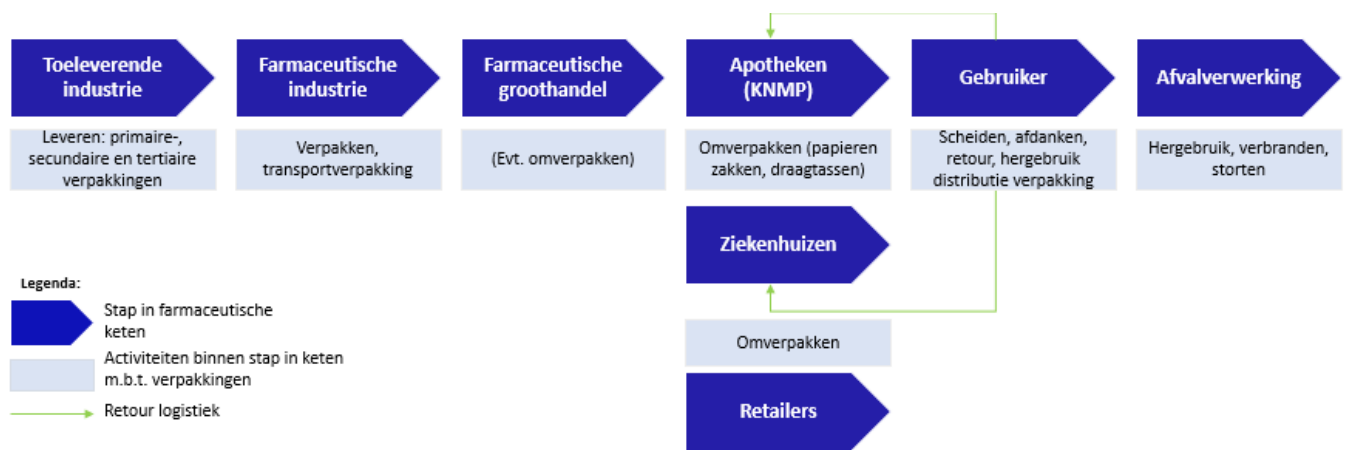 Toeleverende
industrie
Farmaceutische
industrie
Farmaceutische
groothandel
Apotheken
(KNMP)
Gebruiker
Afvalverwerking
Leveren: primaire-,
secundaire en tertiaire
verpakkingen
Verpakken,
transportverpakking
(Evt. omverpakken)
Omverpakken (papieren
zakken, draagtassen)
Scheiden, afdanken,
retour, hergebruik
distributie verpakking
Hergebruik, verbranden,
storten
Ziekenhuizen
Omverpakken
Retailers
Legenda:
Stap in farmaceutische
keten
Activiteiten binnen stap in keten
m.b.t. verpakkingen
Retour logistiek